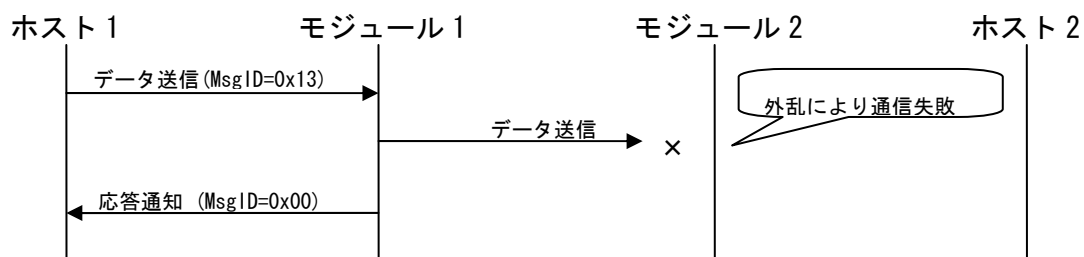 ホスト1
モジュール1
モジュール2
ホスト2
データ送信(MsgID=0x13)
外乱により通信失敗
データ送信
×
応答通知 (MsgID=0x00)